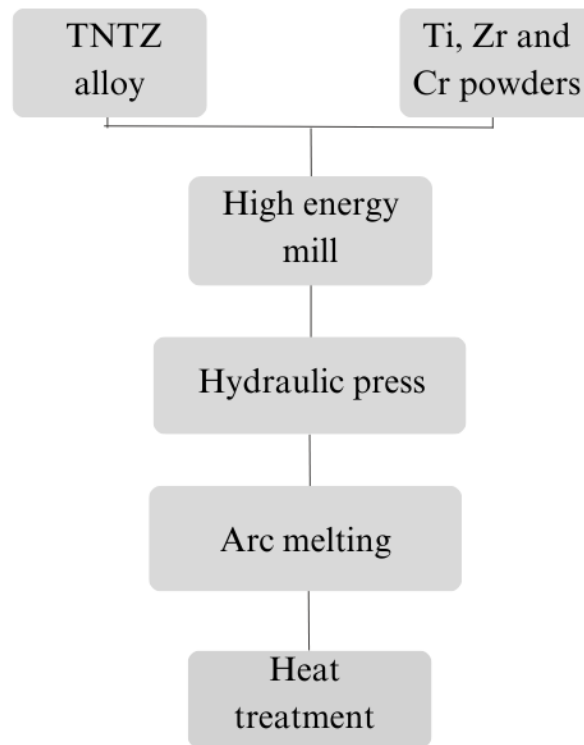 TNTZ
alloy
Ti, Zr and
Cr powders
High energy
mill
Hydraulic press
Arc melting
Heat
treatment